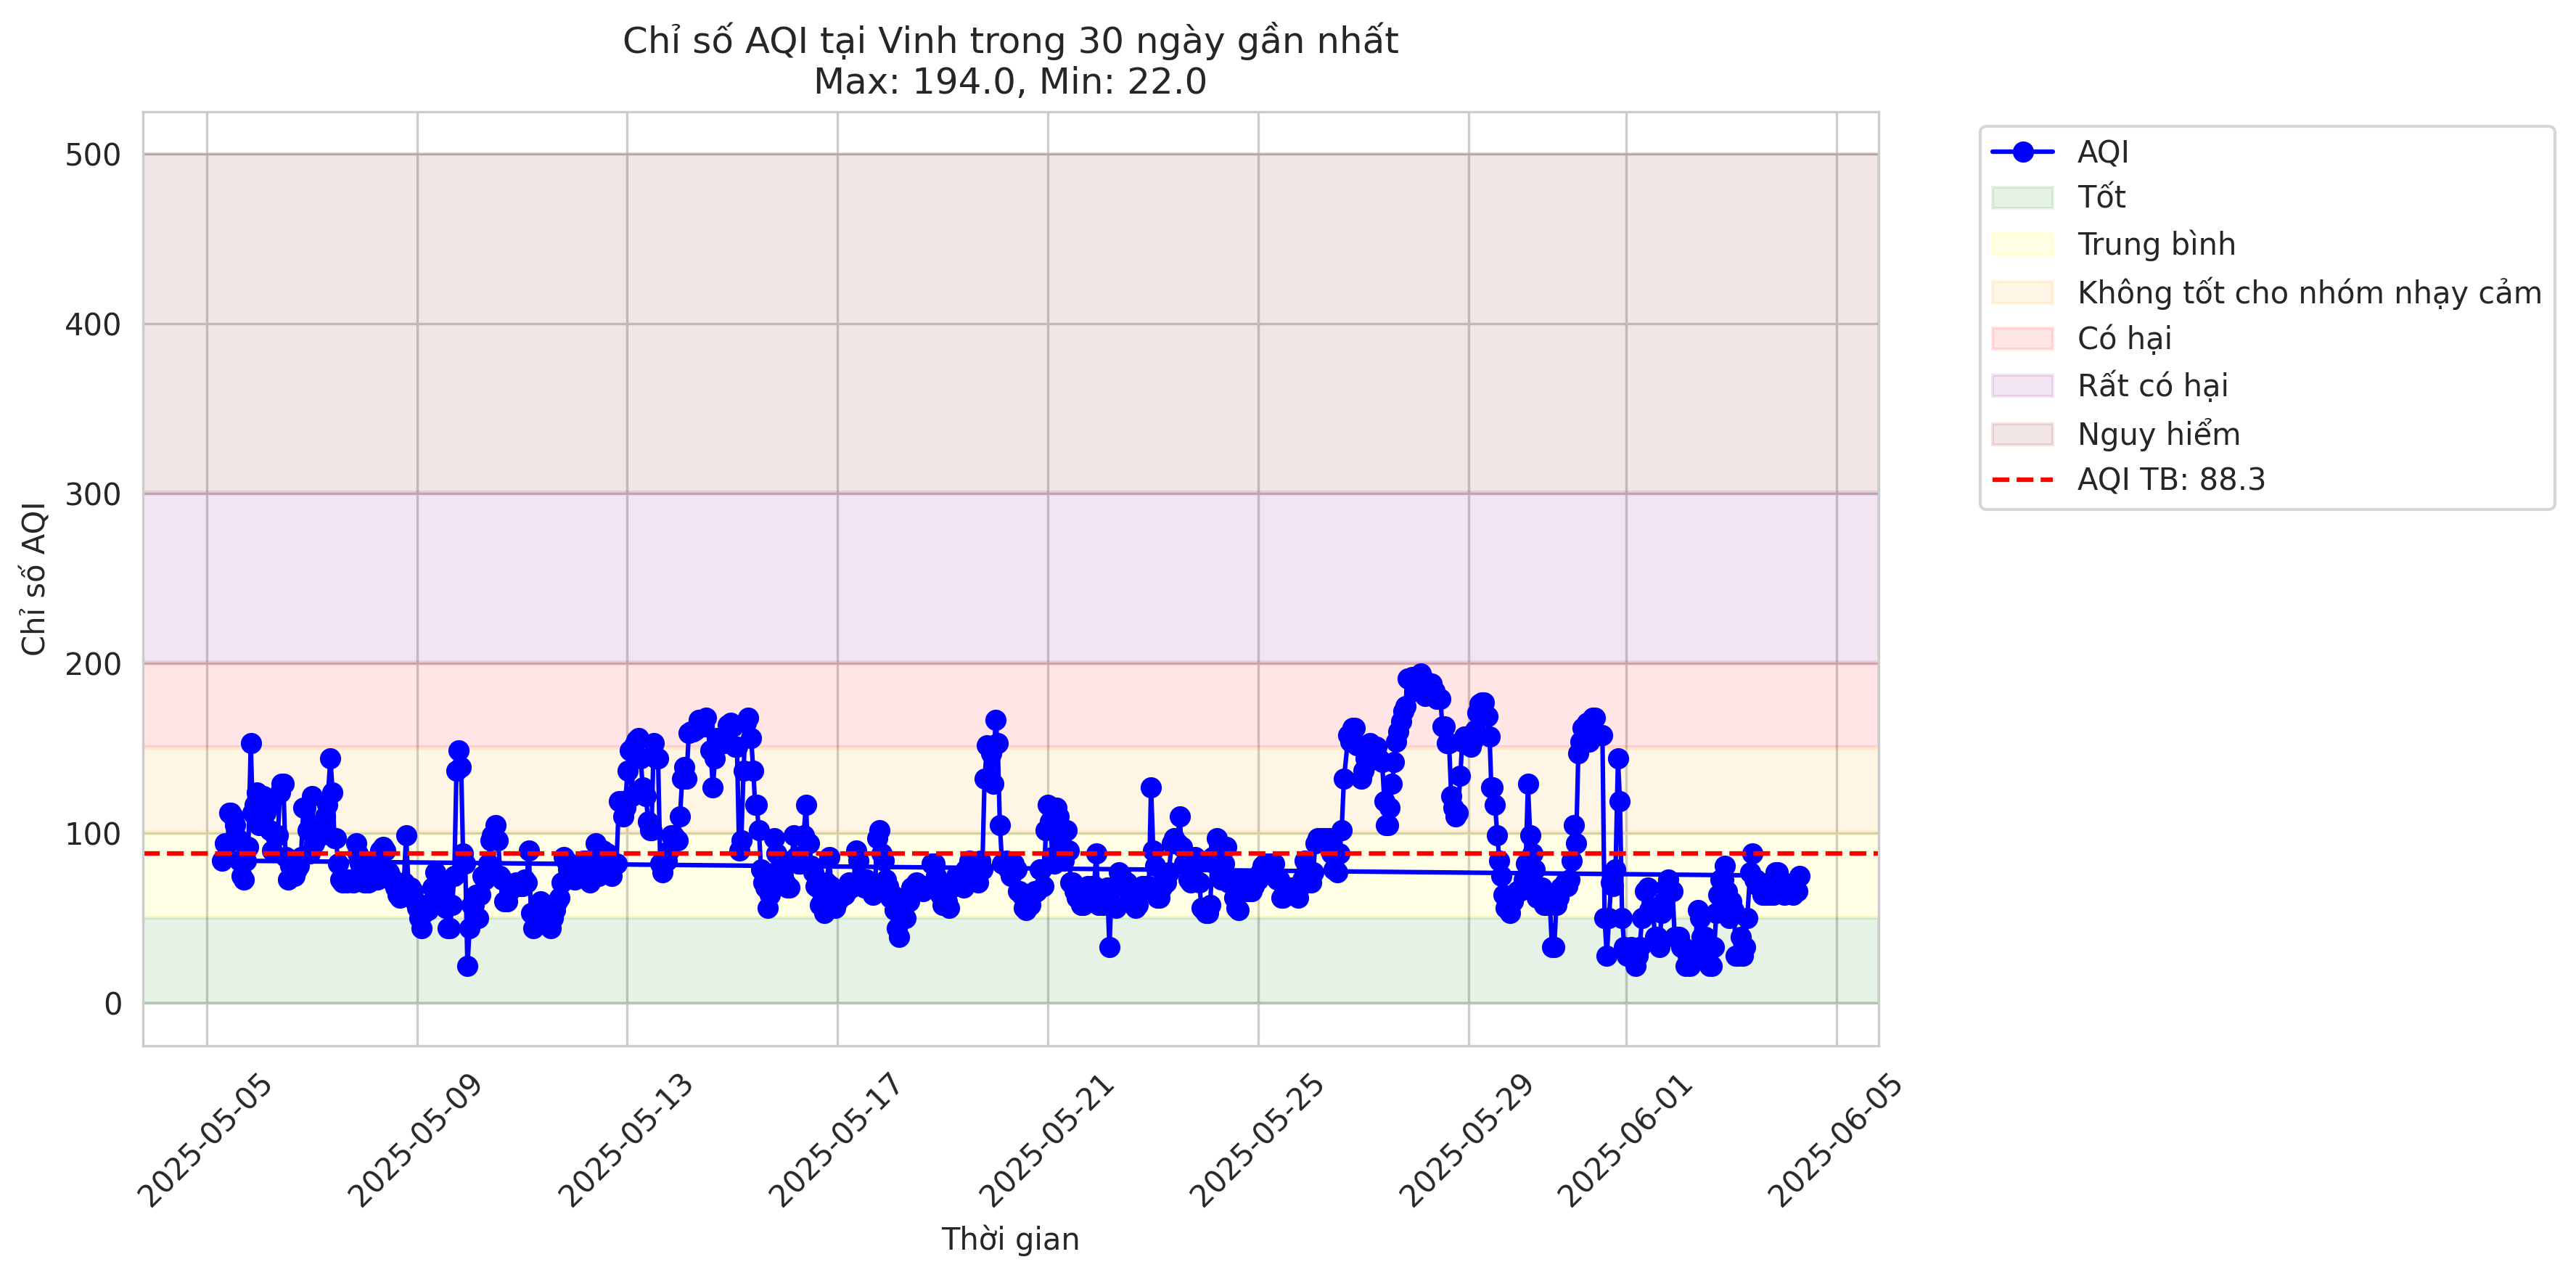 Chỉ số AQI tại Vinh trong 30 ngày gần nhất
Max: 194.0, Min: 22.0
Chỉ số AQI
500
400
300
200
100
0
2025-05-05
2025-05-09
2025-05-13
2025-05-17
2025-05-21
2025-05-25
2025-05-29
2025-06-01
2025-06-05
Thời gian
AQI
Tốt
Trung bình
Không tốt cho nhóm nhạy cảm
Có hại
Rất có hại
Nguy hiểm
AQI TB: 88.3